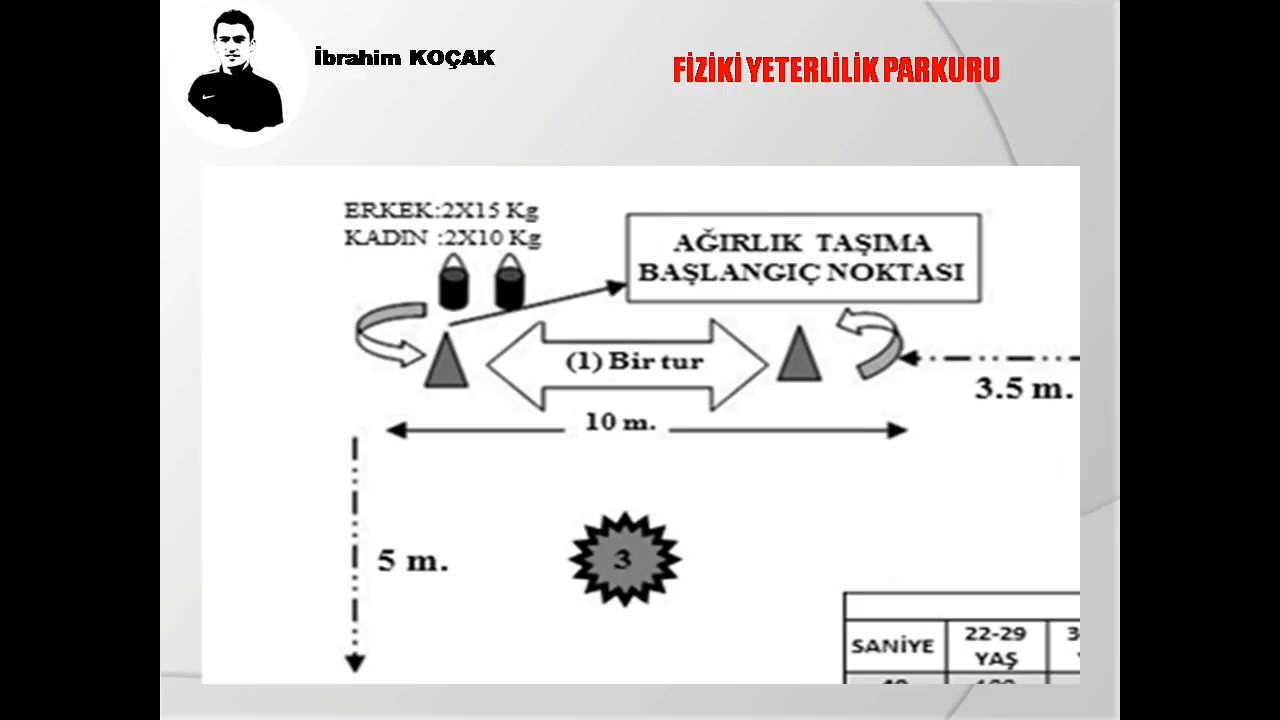 İbrahim KOÇAK
FİZİKİ YETERLİLİK PARKURU
ERKEK:2X15 Kg
KADIN :2X10 Kg
AĞIRLIK TAŞIMA
BAŞLANGIÇ NOKTASI
(1) Bir tur
3.5 m.
10 m.
5 m.
3
SANİYE
22-29
YAŞ